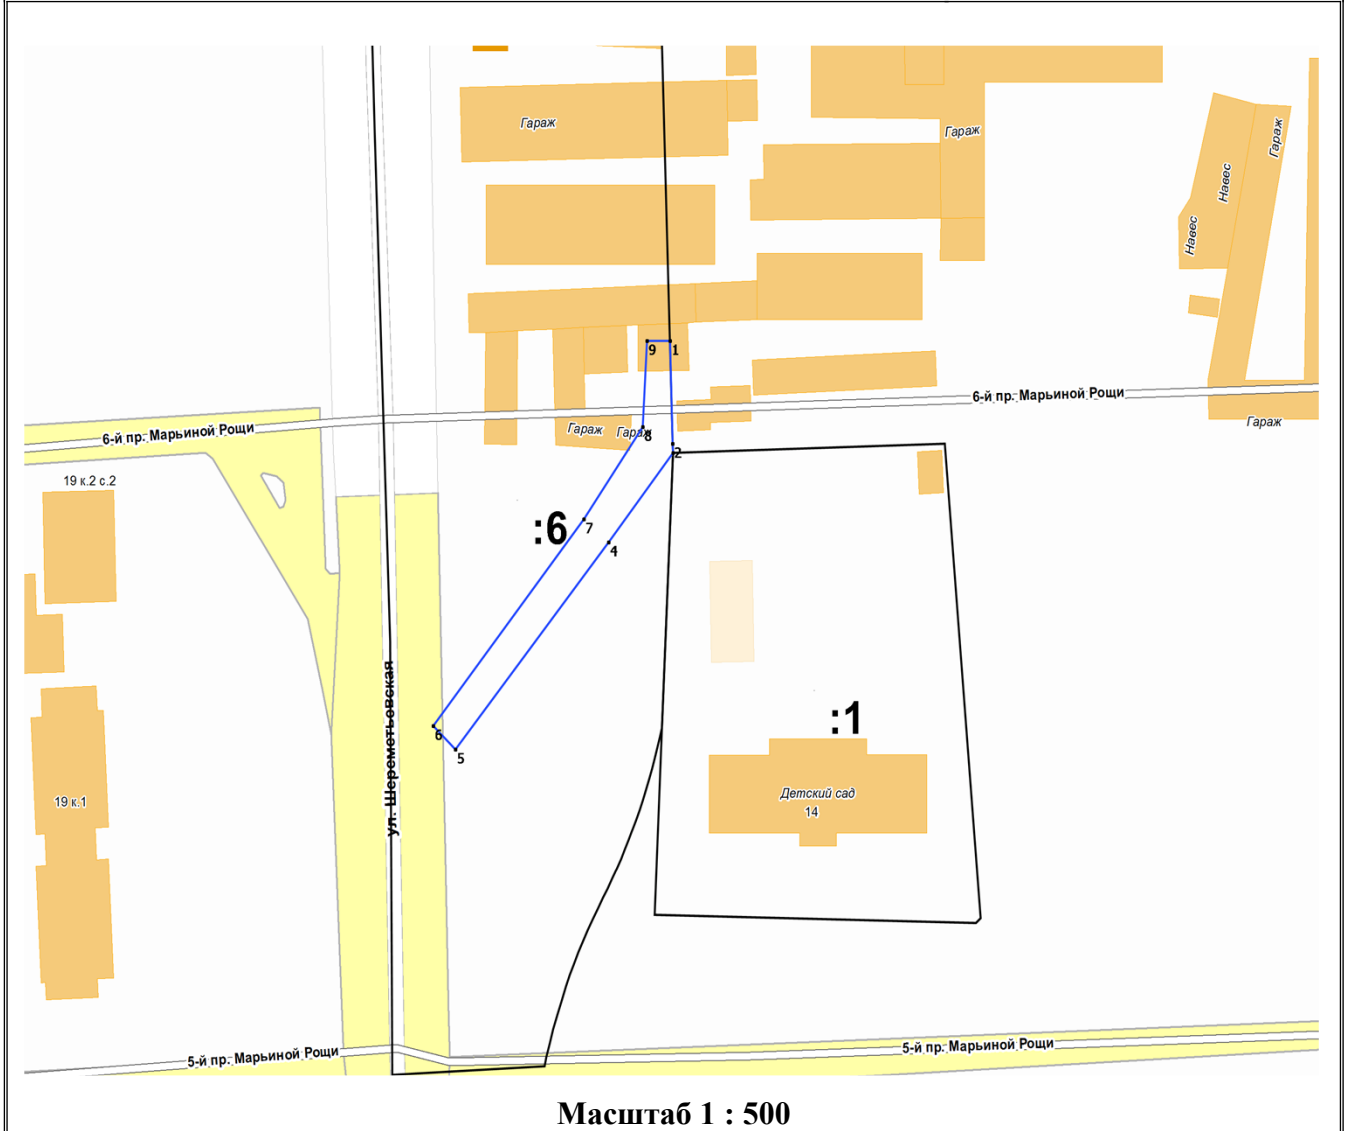 Гараж
Гараж
Гараж
Навес
Навес
9
1
6-й пр. Марьиной Рощи
Гараж
6-й пр. Марьиной Рощи
Гараж
Гараж
8
2
19 к.2 с.2
:6
7
4
ул. Шереметьевская
:1
6
5
Детский сад
14
19 к.1
5-й пр. Марьиной Рощи
5-й пр. Марьиной Рощи
Масштаб 1 : 500